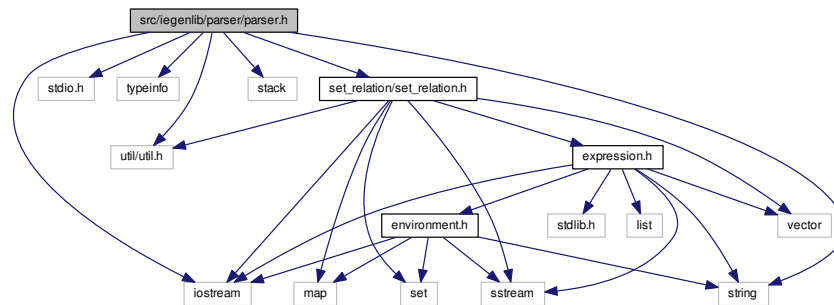 src/iegenlib/parser/parser.h
stdio.h
typeinfo
stack
set_relation/set_relation.h
util/util.h
expression.h
environment.h
stdlib.h
list
vector
iostream
map
set
sstream
string